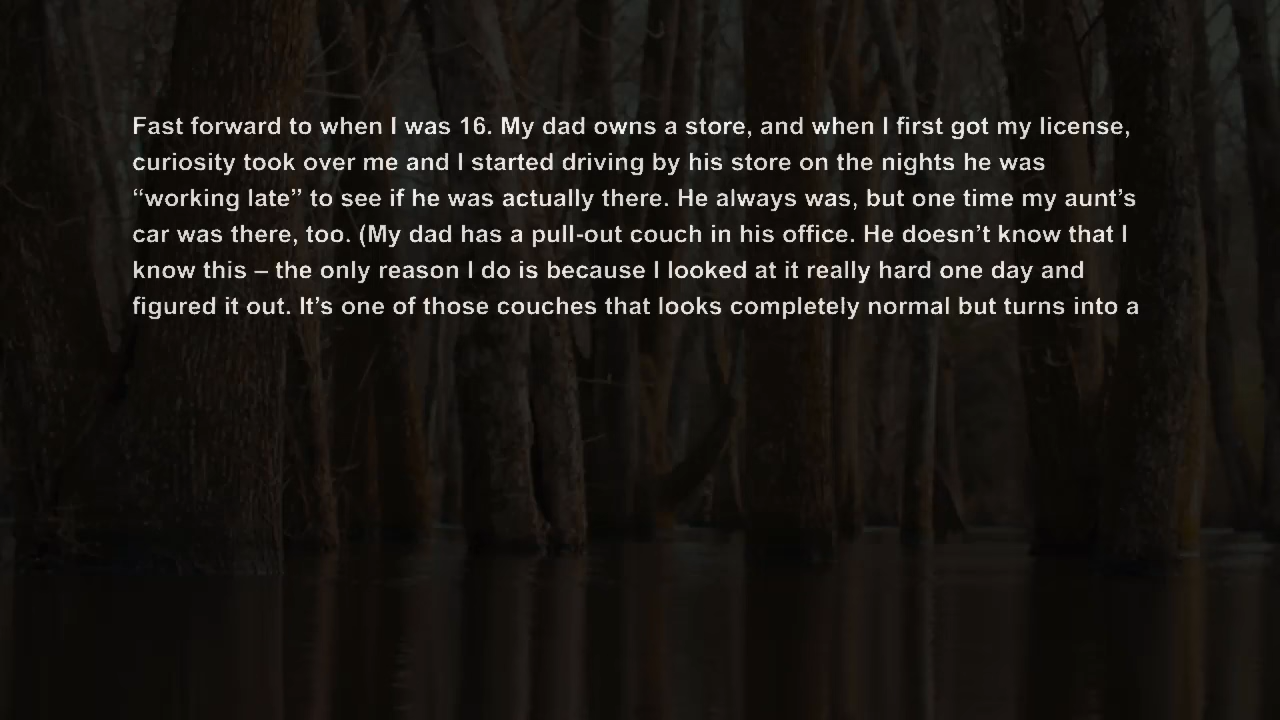 Fast forward to when I was 16. My dad owns a store, and when I first got my license,
curiosity took over me and I started driving by his store on the nights he was
“working late” to see if he was actually there. He always was, but one time my aunt’s
car was there, too. (My dad has a pull-out couch in his office. He doesn’t know that I
know this – the only reason I do is because I looked at it really hard one day and
figured it out. It’s one of those couches that looks completely normal but turns into a